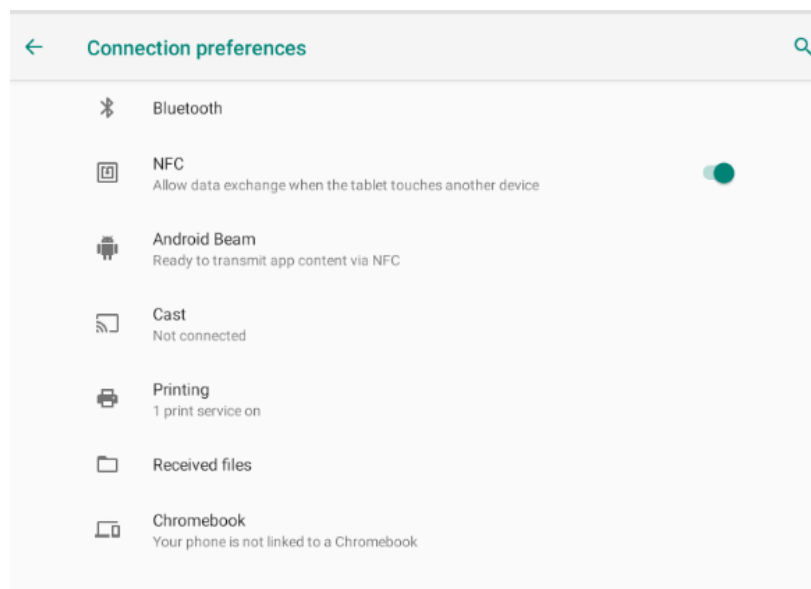 Connection preferences
Bluetooth
NFC
Allow data exchange when the tablet touches another device
Android Beam
Ready to transmit app content via NFC
Cast
Not connected
Printing
1 print service on
Received files
Chromebook
Your phone is not linked to a Chromebook